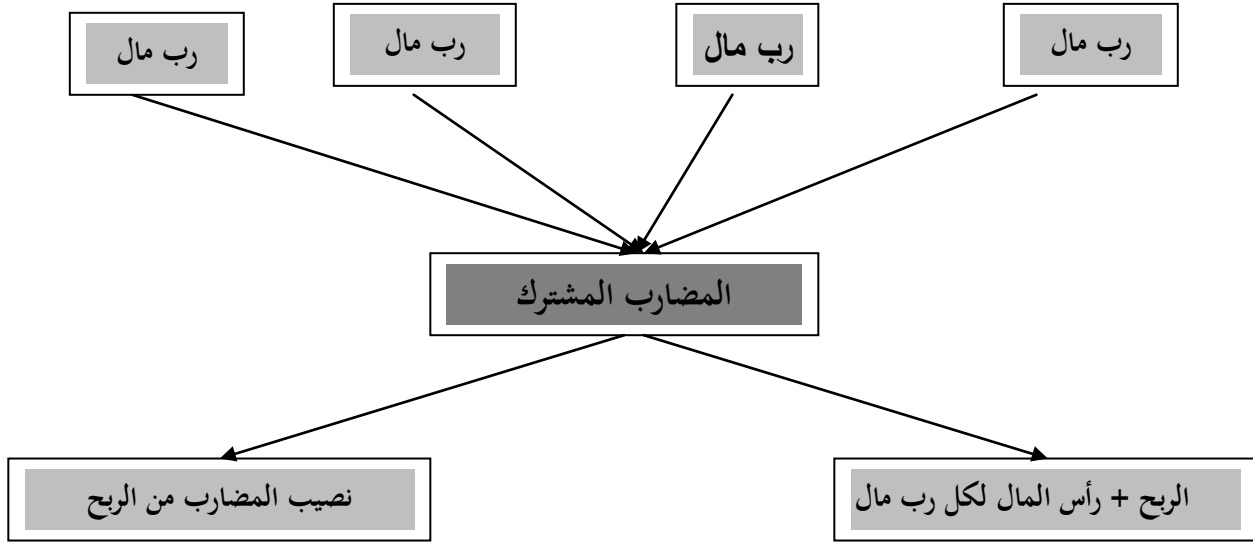 رب مال
رب مال
رب مال
رب مال
المضارب المشترك
الربح + رأس المال لكل رب مال
نصيب المضارب من الربح